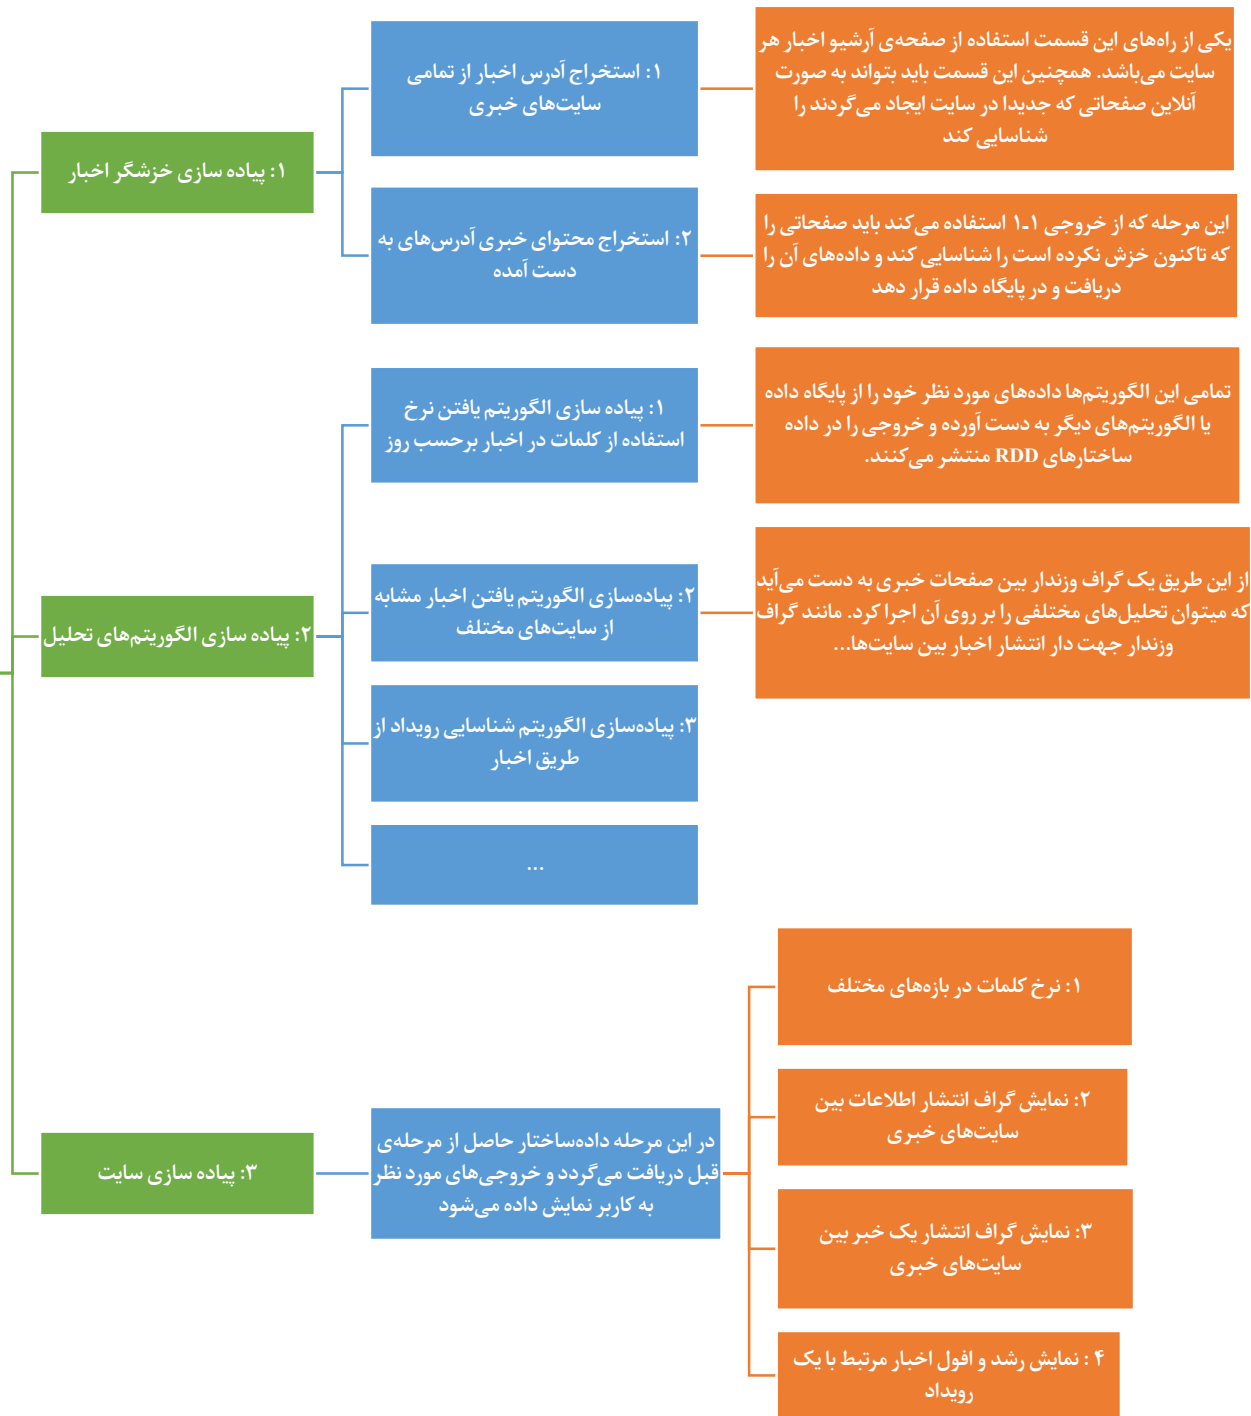 ۱: پیاده سازی خزشگر اخبار
۱: استخراج آدرس اخبار از تمامی
سایت‌های خبری
یکی از راه‌های این قسمت استفاده از صفحه‌ی آرشیو اخبار هر
سایت می‌باشد. همچنین این قسمت باید بتواند به صورت
آنلاین صفحاتی که جدیدا در سایت ایجاد می‌گردند را
شناسایی کند
۲: استخراج محتوای خبری آدرس‌های به
دست آمده
این مرحله که از خروجی ۱-۱ استفاده می‌کند باید صفحاتی را
که تاکنون خزش نکرده است را شناسایی کند و داده‌های آن را
دریافت و در پایگاه داده قرار دهد
۲: پیاده سازی الگوریتم‌های تحلیل
۱: پیاده سازی الگوریتم یافتن نرخ
استفاده از کلمات در اخبار برحسب روز
تمامی این الگوریتم‌ها داده‌های مورد نظر خود را از پایگاه داده
یا الگوریتم‌های دیگر به دست آورده و خروجی را در داده
ساختارهای RDD منتشر می‌کنند.
۲: پیاده‌سازی الگوریتم یافتن اخبار مشابه
از سایت‌های مختلف
از این طریق یک گراف وزندار بین صفحات خبری به دست می‌آید
که میتوان تحلیل‌های مختلفی را بر روی آن اجرا کرد. مانند گراف
وزندار جهت دار انتشار اخبار بین سایت‌ها...
۳: پیاده‌سازی الگوریتم شناسایی رویداد از
طریق اخبار
...
۳: پیاده سازی سایت
در این مرحله داده‌ساختار حاصل از مرحله‌ی
قبل دریافت می‌گردد و خروجی‌های مورد نظر
به کاربر نمایش داده می‌شود
۱: نرخ کلمات در بازه‌های مختلف
۲: نمایش گراف انتشار اطلاعات بین
سایت‌های خبری
۳: نمایش گراف انتشار یک خبر بین
سایت‌های خبری
۴ : نمایش رشد و افول اخبار مرتبط با یک
رویداد